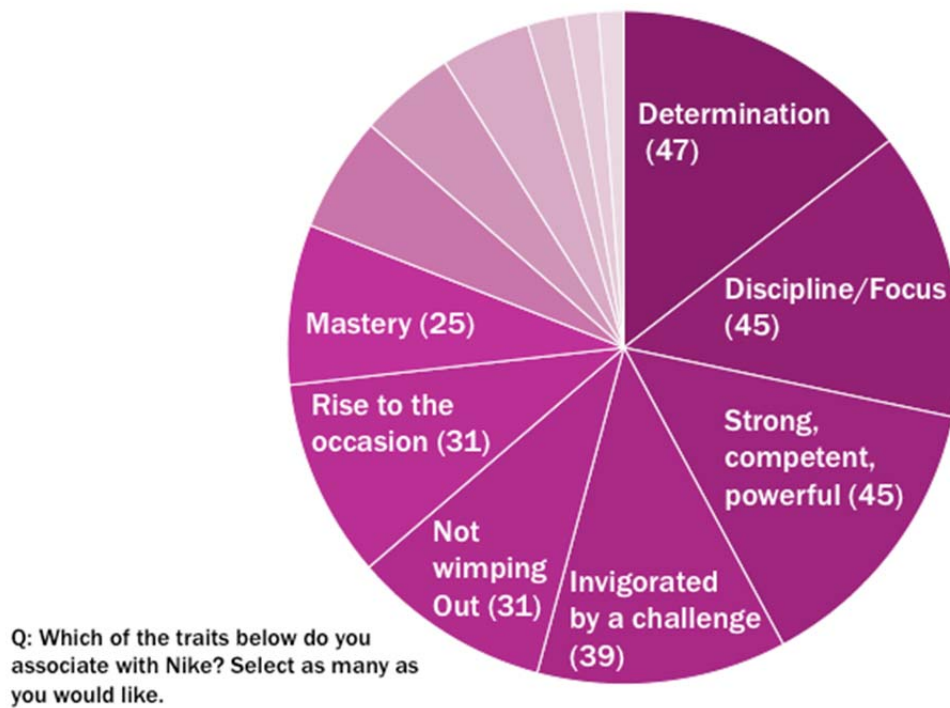 Determination
(47)
Discipline/Focus
(45)
Strong,
competent,
powerful (45)
Invigorated
by a challenge
(39)
Not
wimping
Out (31)
Rise to the
occasion (31)
Mastery (25)
Q: Which of the traits below do you
associate with Nike? Select as many as
you would like.